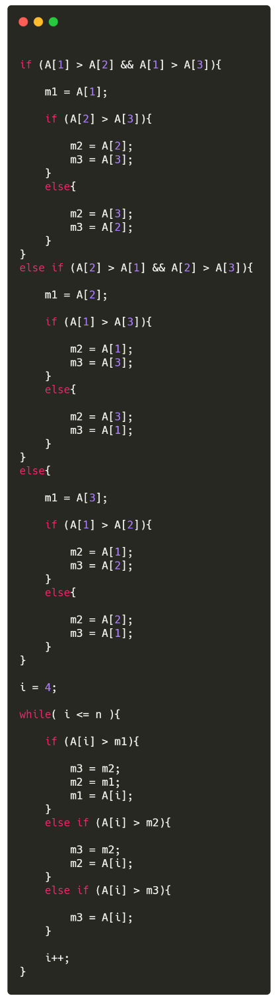 if (A[1] > A[2] && A[1] > A[3]){
m1 = A[1];
if (A[2] > A[3]){
m2 = A[2];
m3 = A[3];
}
else{
m2 = A[3];
m3 = A[2];
}
}
else if (A[2] > A[1] && A[2] > A[3]){
m1 = A[2];
if (A[1] > A[3]){
m2 = A[1];
m3 = A[3];
}
else{
m2 = A[3];
m3 = A[1];
}
}
else{
m1 = A[3];
if (A[1] > A[2]){
m2 = A[1];
m3 = A[2];
}
else{
m2 = A[2];
m3 = A[1];
}
}
i = 4;
while( i <= n ){
if (A[i] > m1){
m3 = m2;
m2 = m1;
m1 = A[i];
}
else if (A[i] > m2){
m3 = m2;
m2 = A[i];
}
else if (A[i] > m3){
m3 = A[i];
}
i++;
}